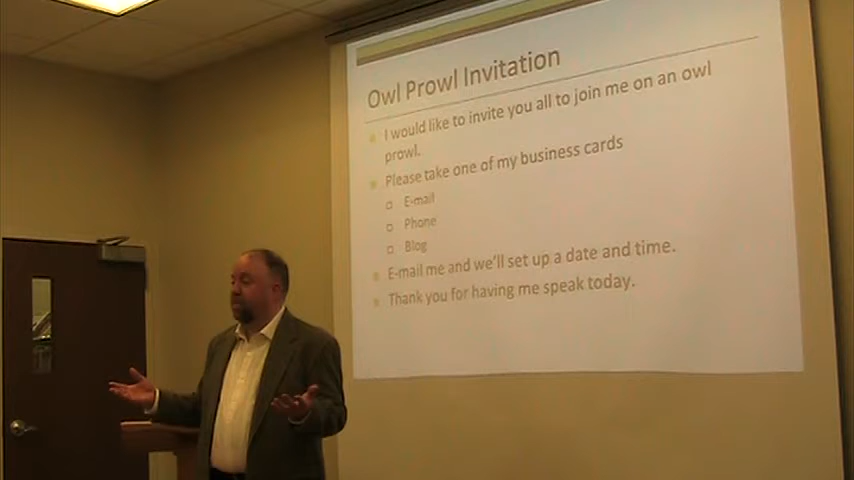 Owl Prowl Invitation
I would like to invite you all to join me on an owl
prowl.
Please take one of my business cards
E-mail
Phone
Blog
E-mail me and we'll set up a date and time.
Thank you for having me speak today.